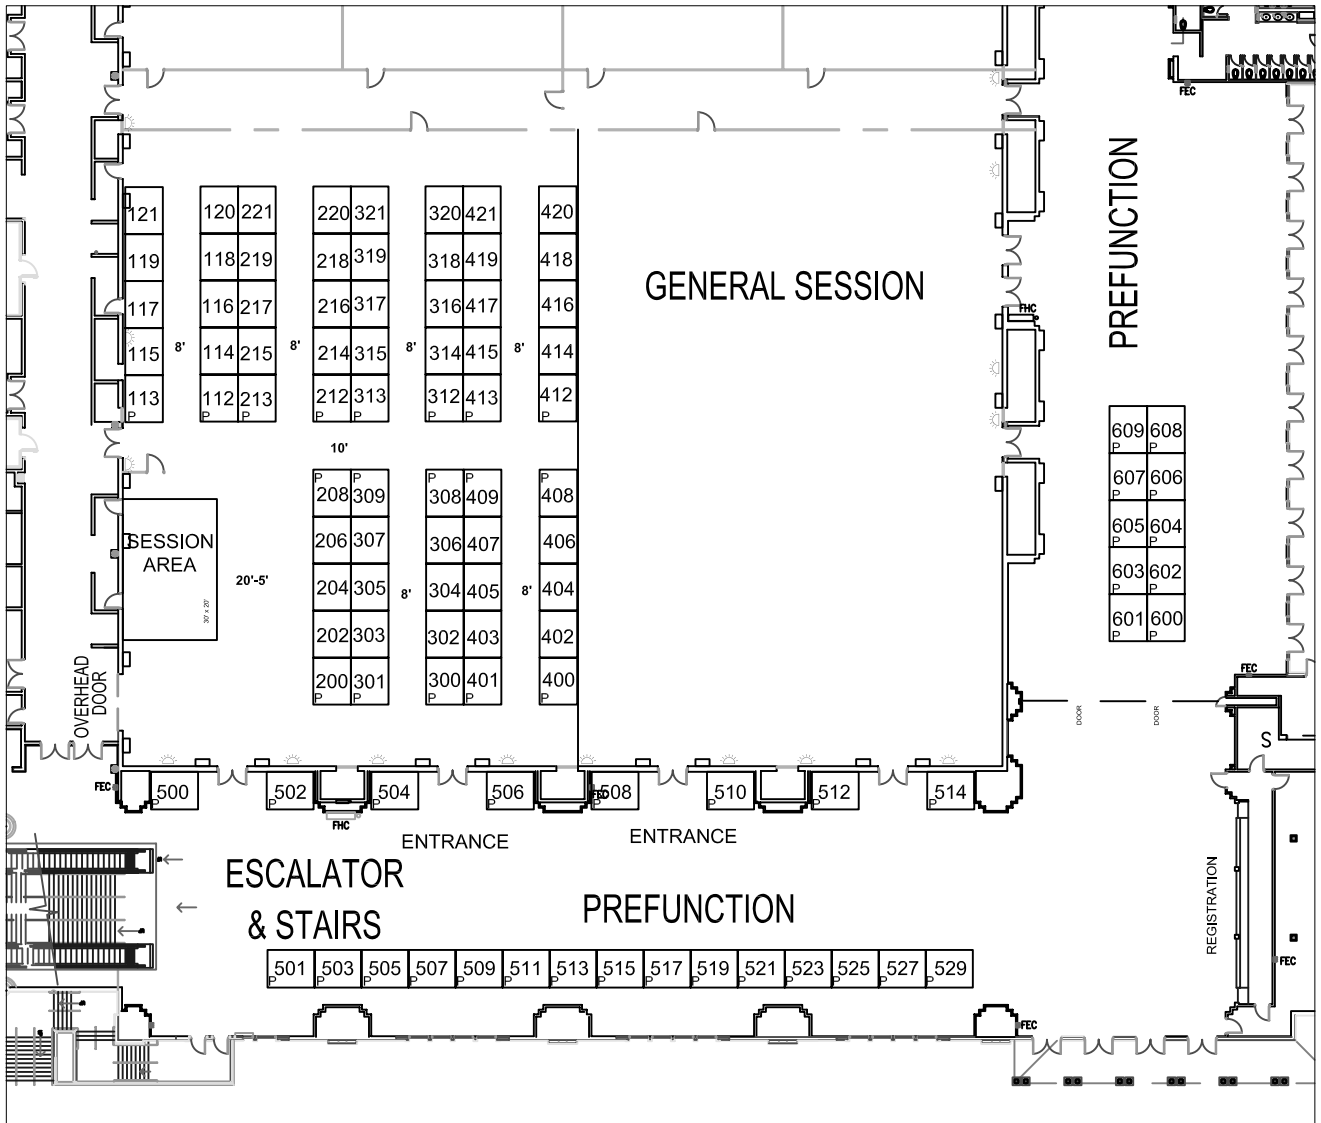 FEC
PREFUNCTION
121 120 221 220 321 320 421 420
119 118 219 218 319 318 419 418
GENERAL SESSION
117 116 217 216 317 316 417 416
FHC
115 8' 114 215 8' 214 315 8' 314 415 8' 414
113 112 213 212 313 312 413 412
P P P P P P P P
609 608
P P
10'
607 606
P P
P P P P P
208 309 308 409 408
605 604
P P
SESSION
AREA
206 307 306 407 406
603 602
P P
20'-5'
204 305 8' 304 405 8' 404
30' x 20'
601 600
P P
202 303 302 403 402
200 301 300 401 400
P P P P P
OVERHEAD
DOOR
FEC
DOOR DOOR
S
FEC
500 502 504 506 508 510 512 514
P P P P P P P P
FEC
FHC
ENTRANCE ENTRANCE
ESCALATOR
& STAIRS
PREFUNCTION
REGISTRATION
501 503 505 507 509 511 513 515 517 519 521 523 525 527 529
P P P P P P P P P P P P P P P
FEC
FEC